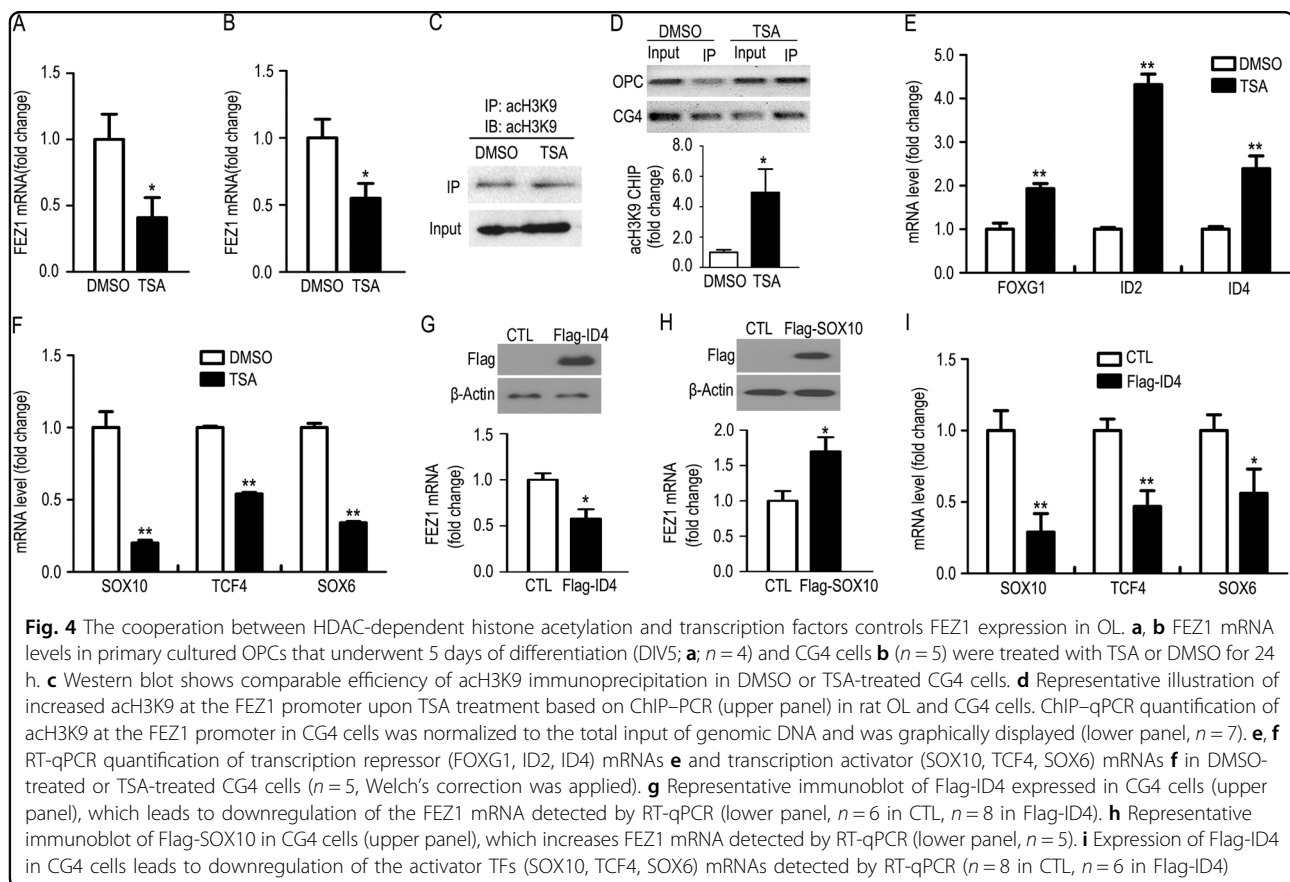 A
1.5
1.0
0.5
0.0
FEZ1 mRNA(fold change)
*
DMSO TSA
B
1.5
1.0
0.5
0.0
FEZ1 mRNA(fold change)
*
DMSO TSA
C
IP: acH3K9
IB: acH3K9
DMSO TSA
IP
Input
D
DMSO TSA
Input IP Input IP
OPC
CG4
acH3K9 CHIP
(fold change)
8.0
6.0
4.0
2.0
0.0
*
DMSO TSA
E
DMSO
TSA
mRNA level (fold change)
5.0
4.0
3.0
2.0
1.0
0.0
**
**
**
FOXG1 ID2 ID4
F
DMSO
TSA
mRNA level (fold change)
1.5
1.0
0.5
0.0
**
**
**
SOX10 TCF4 SOX6
G
CTL Flag-ID4
Flag
β-Actin
FEZ1 mRNA
(fold change)
1.5
1.0
0.5
0.0
*
CTL Flag-ID4
H
CTL Flag-SOX10
Flag
β-Actin
FEZ1 mRNA
(fold change)
2.0
1.5
1.0
0.5
0.0
*
CTL Flag-SOX10
I
CTL
Flag-ID4
mRNA level (fold change)
1.5
1.0
0.5
0.0
**
**
*
SOX10 TCF4 SOX6
Fig. 4 The cooperation between HDAC-dependent histone acetylation and transcription factors controls FEZ1 expression in OL. a, b FEZ1 mRNA
levels in primary cultured OPCs that underwent 5 days of differentiation (DIV5; a; n = 4) and CG4 cells b (n = 5) were treated with TSA or DMSO for 24
h. c Western blot shows comparable efficiency of acH3K9 immunoprecipitation in DMSO or TSA-treated CG4 cells. d Representative illustration of
increased acH3K9 at the FEZ1 promoter upon TSA treatment based on ChIP–PCR (upper panel) in rat OL and CG4 cells. ChIP–qPCR quantification of
acH3K9 at the FEZ1 promoter in CG4 cells was normalized to the total input of genomic DNA and was graphically displayed (lower panel, n = 7). e, f
RT-qPCR quantification of transcription repressor (FOXG1, ID2, ID4) mRNAs e and transcription activator (SOX10, TCF4, SOX6) mRNAs f in DMSO-
treated or TSA-treated CG4 cells (n = 5, Welch's correction was applied). g Representative immunoblot of Flag-ID4 expressed in CG4 cells (upper
panel), which leads to downregulation of the FEZ1 mRNA detected by RT-qPCR (lower panel, n = 6 in CTL, n = 8 in Flag-ID4). h Representative
immunoblot of Flag-SOX10 in CG4 cells (upper panel), which increases FEZ1 mRNA detected by RT-qPCR (lower panel, n = 5). i Expression of Flag-ID4
in CG4 cells leads to downregulation of the activator TFs (SOX10, TCF4, SOX6) mRNAs detected by RT-qPCR (n = 8 in CTL, n = 6 in Flag-ID4)